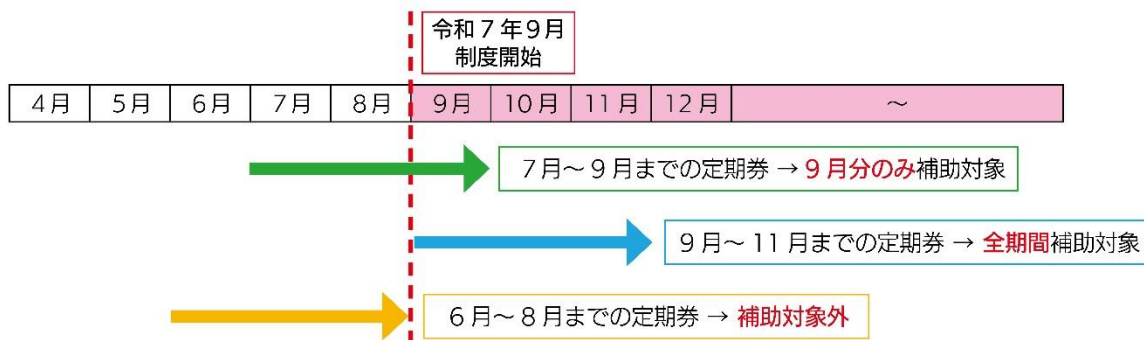 令和7年9月
制度開始
4月 5月 6月 7月 8月 9月 10月 11月 12月 ～
7月～9月までの定期券 → 9月分のみ補助対象
9月～11月までの定期券 → 全期間補助対象
6月～8月までの定期券 → 補助対象外